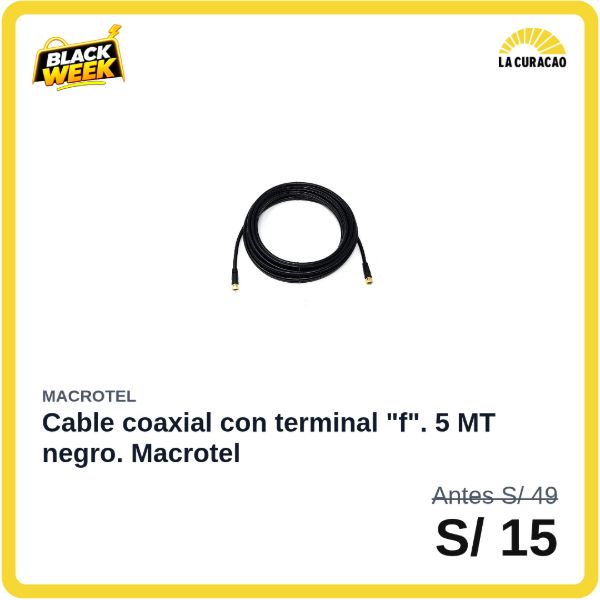 BLACK
WEEK
LA CURACAO
MACROTEL
Cable coaxial con terminal "f". 5 MT
negro. Macrotel
Antes S/ 49
S/ 15